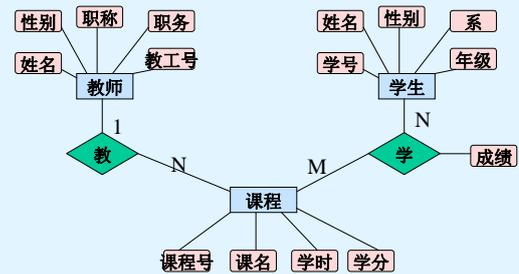 性别 职称 职务
姓名 教工号
教师
姓名 性别 系
学号 年级
学生
1 N
教 学 成绩
N M
课程
课程号 课名 学时 学分